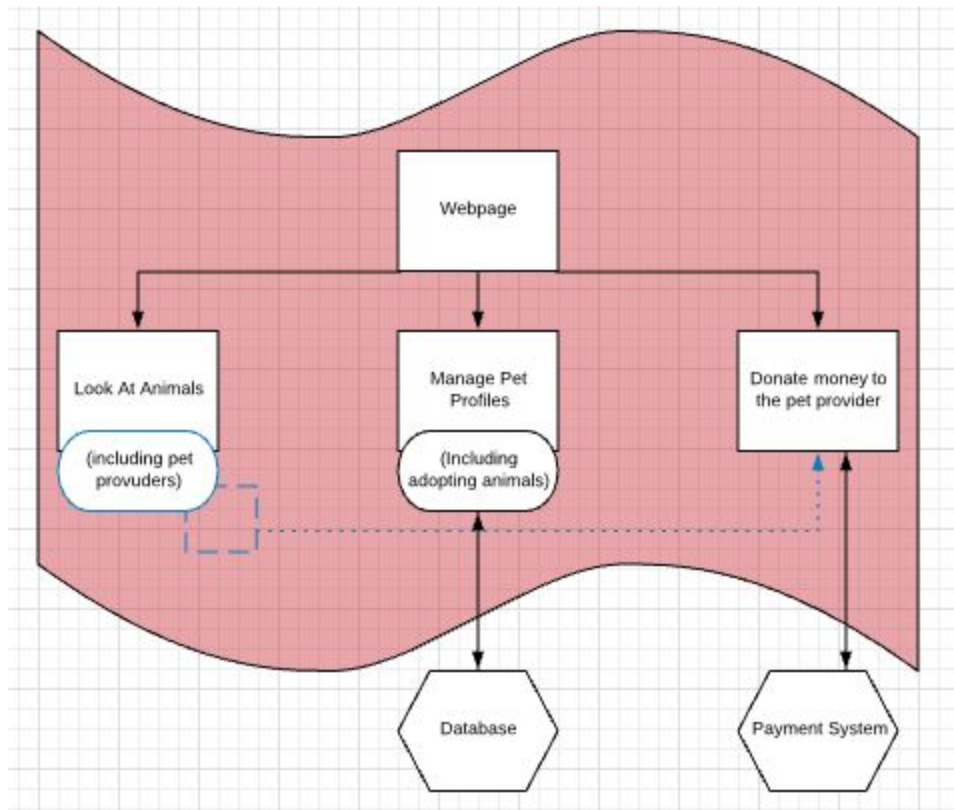 Webpage
Look At Animals
Manage Pet
Profiles
Donate money to
the pet provider
(including pet
provuders)
(Including
adopting animals)
Database
Payment System